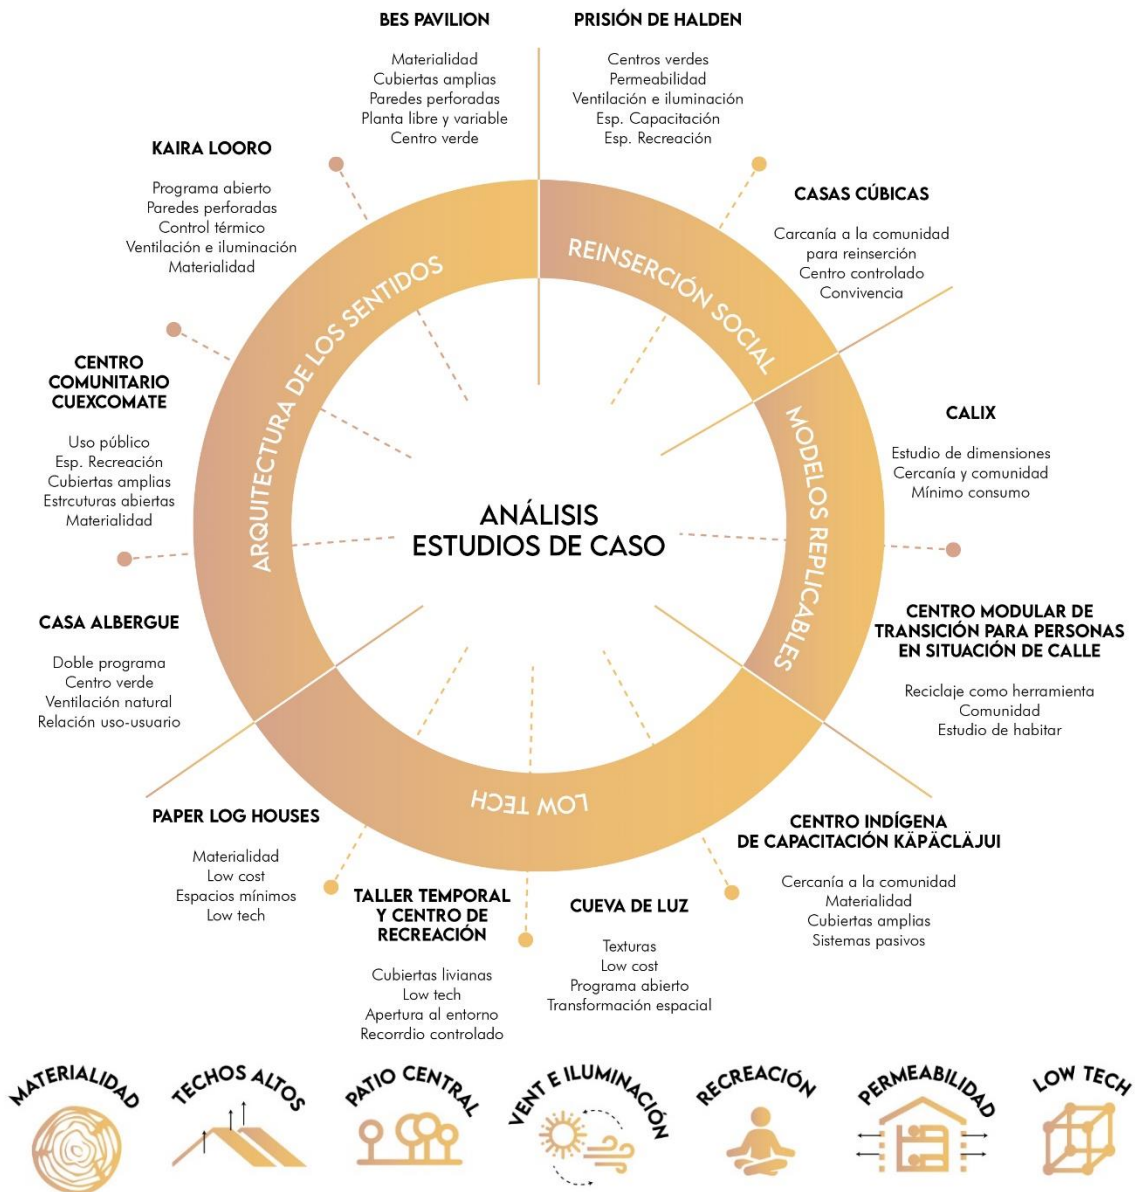 BES PAVILION
Materialidad
Cubiertas amplias
Paredes perforadas
Planta libre y variable
Centro verde
PRISIÓN DE HALDEN
Centros verdes
Permeabilidad
Ventilación e iluminación
Esp. Capacitación
Esp. Recreación
KAIRA LOORO
Programa abierto
Paredes perforadas
Control térmico
Ventilación e iluminación
Materialidad
CASAS CÚBICAS
Carcanía a la comunidad
para reinserción
Centro controlado
Convivencia
ARQUITECTURA DE LOS SENTIDOS
REINSERCIÓN SOCIAL
MODELOS REPLICABLES
LOW TECH
ANÁLISIS
ESTUDIOS DE CASO
CENTRO
COMUNITARIO
CUEXCOMATE
Uso público
Esp. Recreación
Cubiertas amplias
Estrcuturas abiertas
Materialidad
CALIX
Estudio de dimensiones
Cercanía y comunidad
Mínimo consumo
CASA ALBERGUE
Doble programa
Centro verde
Ventilación natural
Relación uso-usuario
CENTRO MODULAR DE
TRANSICIÓN PARA PERSONAS
EN SITUACIÓN DE CALLE
Reciclaje como herramienta
Comunidad
Estudio de habitar
PAPER LOG HOUSES
Materialidad
Low cost
Espacios mínimos
Low tech
TALLER TEMPORAL
Y CENTRO DE
RECREACIÓN
Cubiertas livianas
Low tech
Apertura al entorno
Recorrdio controlado
CUEVA DE LUZ
Texturas
Low cost
Programa abierto
Transformación espacial
CENTRO INDÍGENA
DE CAPACITACIÓN KÄPÄCLÄJUI
Cercanía a la comunidad
Materialidad
Cubiertas amplias
Sistemas pasivos
MATERIALIDAD
TECHOS ALTOS
PATIO CENTRAL
VENT E ILUMINACIÓN
RECREACIÓN
PERMEABILIDAD
LOW TECH